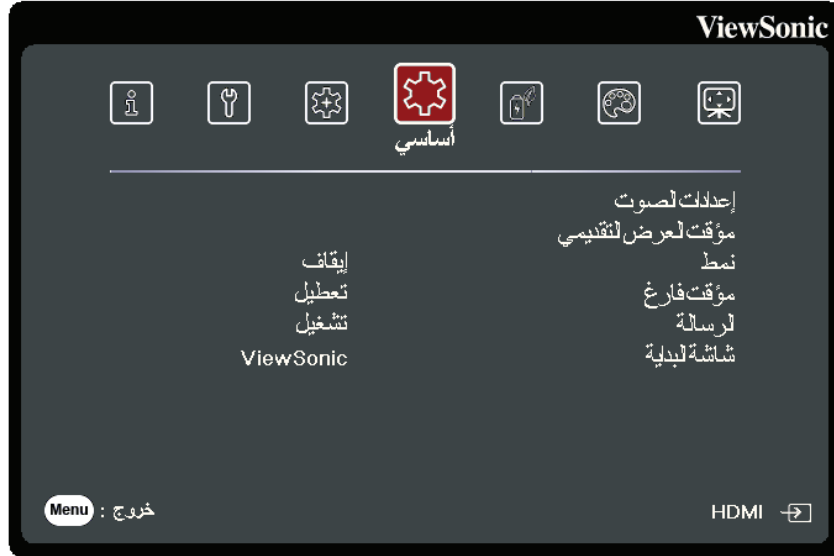 ViewSonic
أساسي
إعدادات الصوت
مؤقت العرض التقديمي
نمط إيقاف
مؤقت فارغ تعطيل
الرسالة تشغيل
شاشة البداية ViewSonic
HDMI خروج : Menu